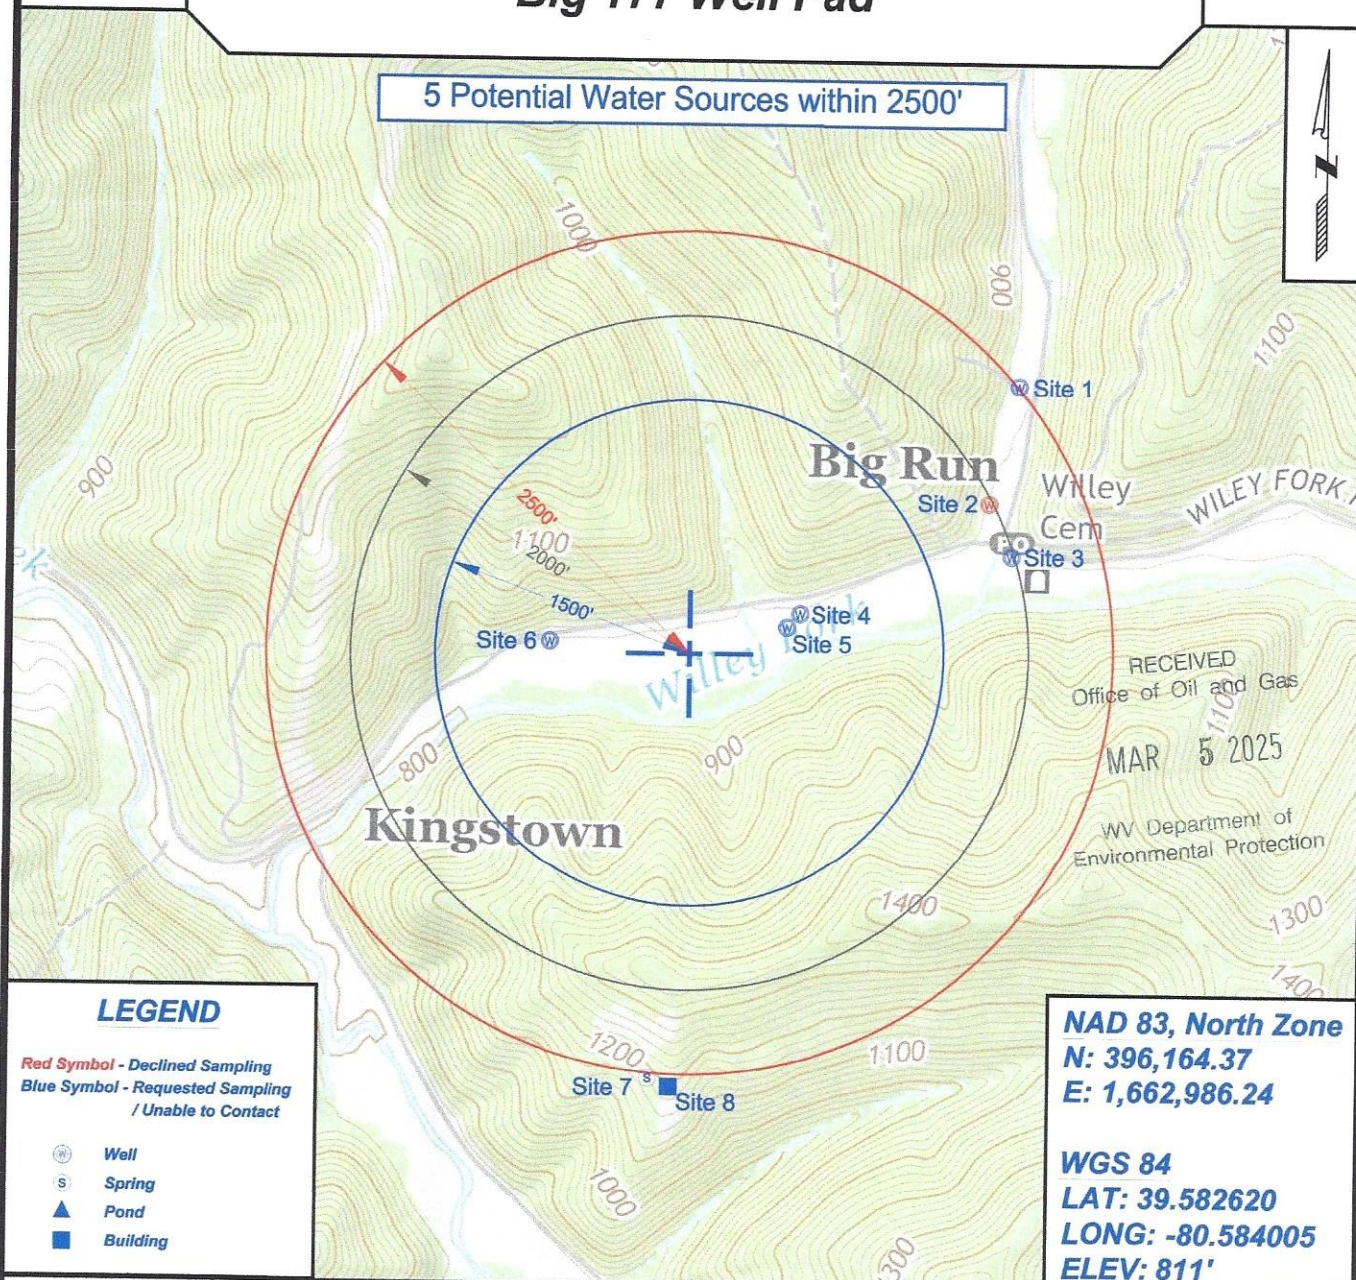 5 Potential Water Sources within 2500'
N
1000
900
Site 1
1100
Big Run
Willey
Cem
WILEY FORK
900
Site 2
W
PO
W
Site 3
2500'
1100
2000'
1500'
W
Site 4
W
Site 5
Site 6
W
Willey Fork
RECEIVED
Office of Oil and Gas
1100
MAR 5 2025
WV Department of
Environmental Protection
800
900
Kingstown
1400
1300
1400
1200
1100
Site 7
S
Site 8
1000
LEGEND
Red Symbol - Declined Sampling
Blue Symbol - Requested Sampling
/ Unable to Contact
W Well
S Spring
Pond
Building
NAD 83, North Zone
N: 396,164.37
E: 1,662,986.24
WGS 84
LAT: 39.582620
LONG: -80.584005
ELEV: 811'